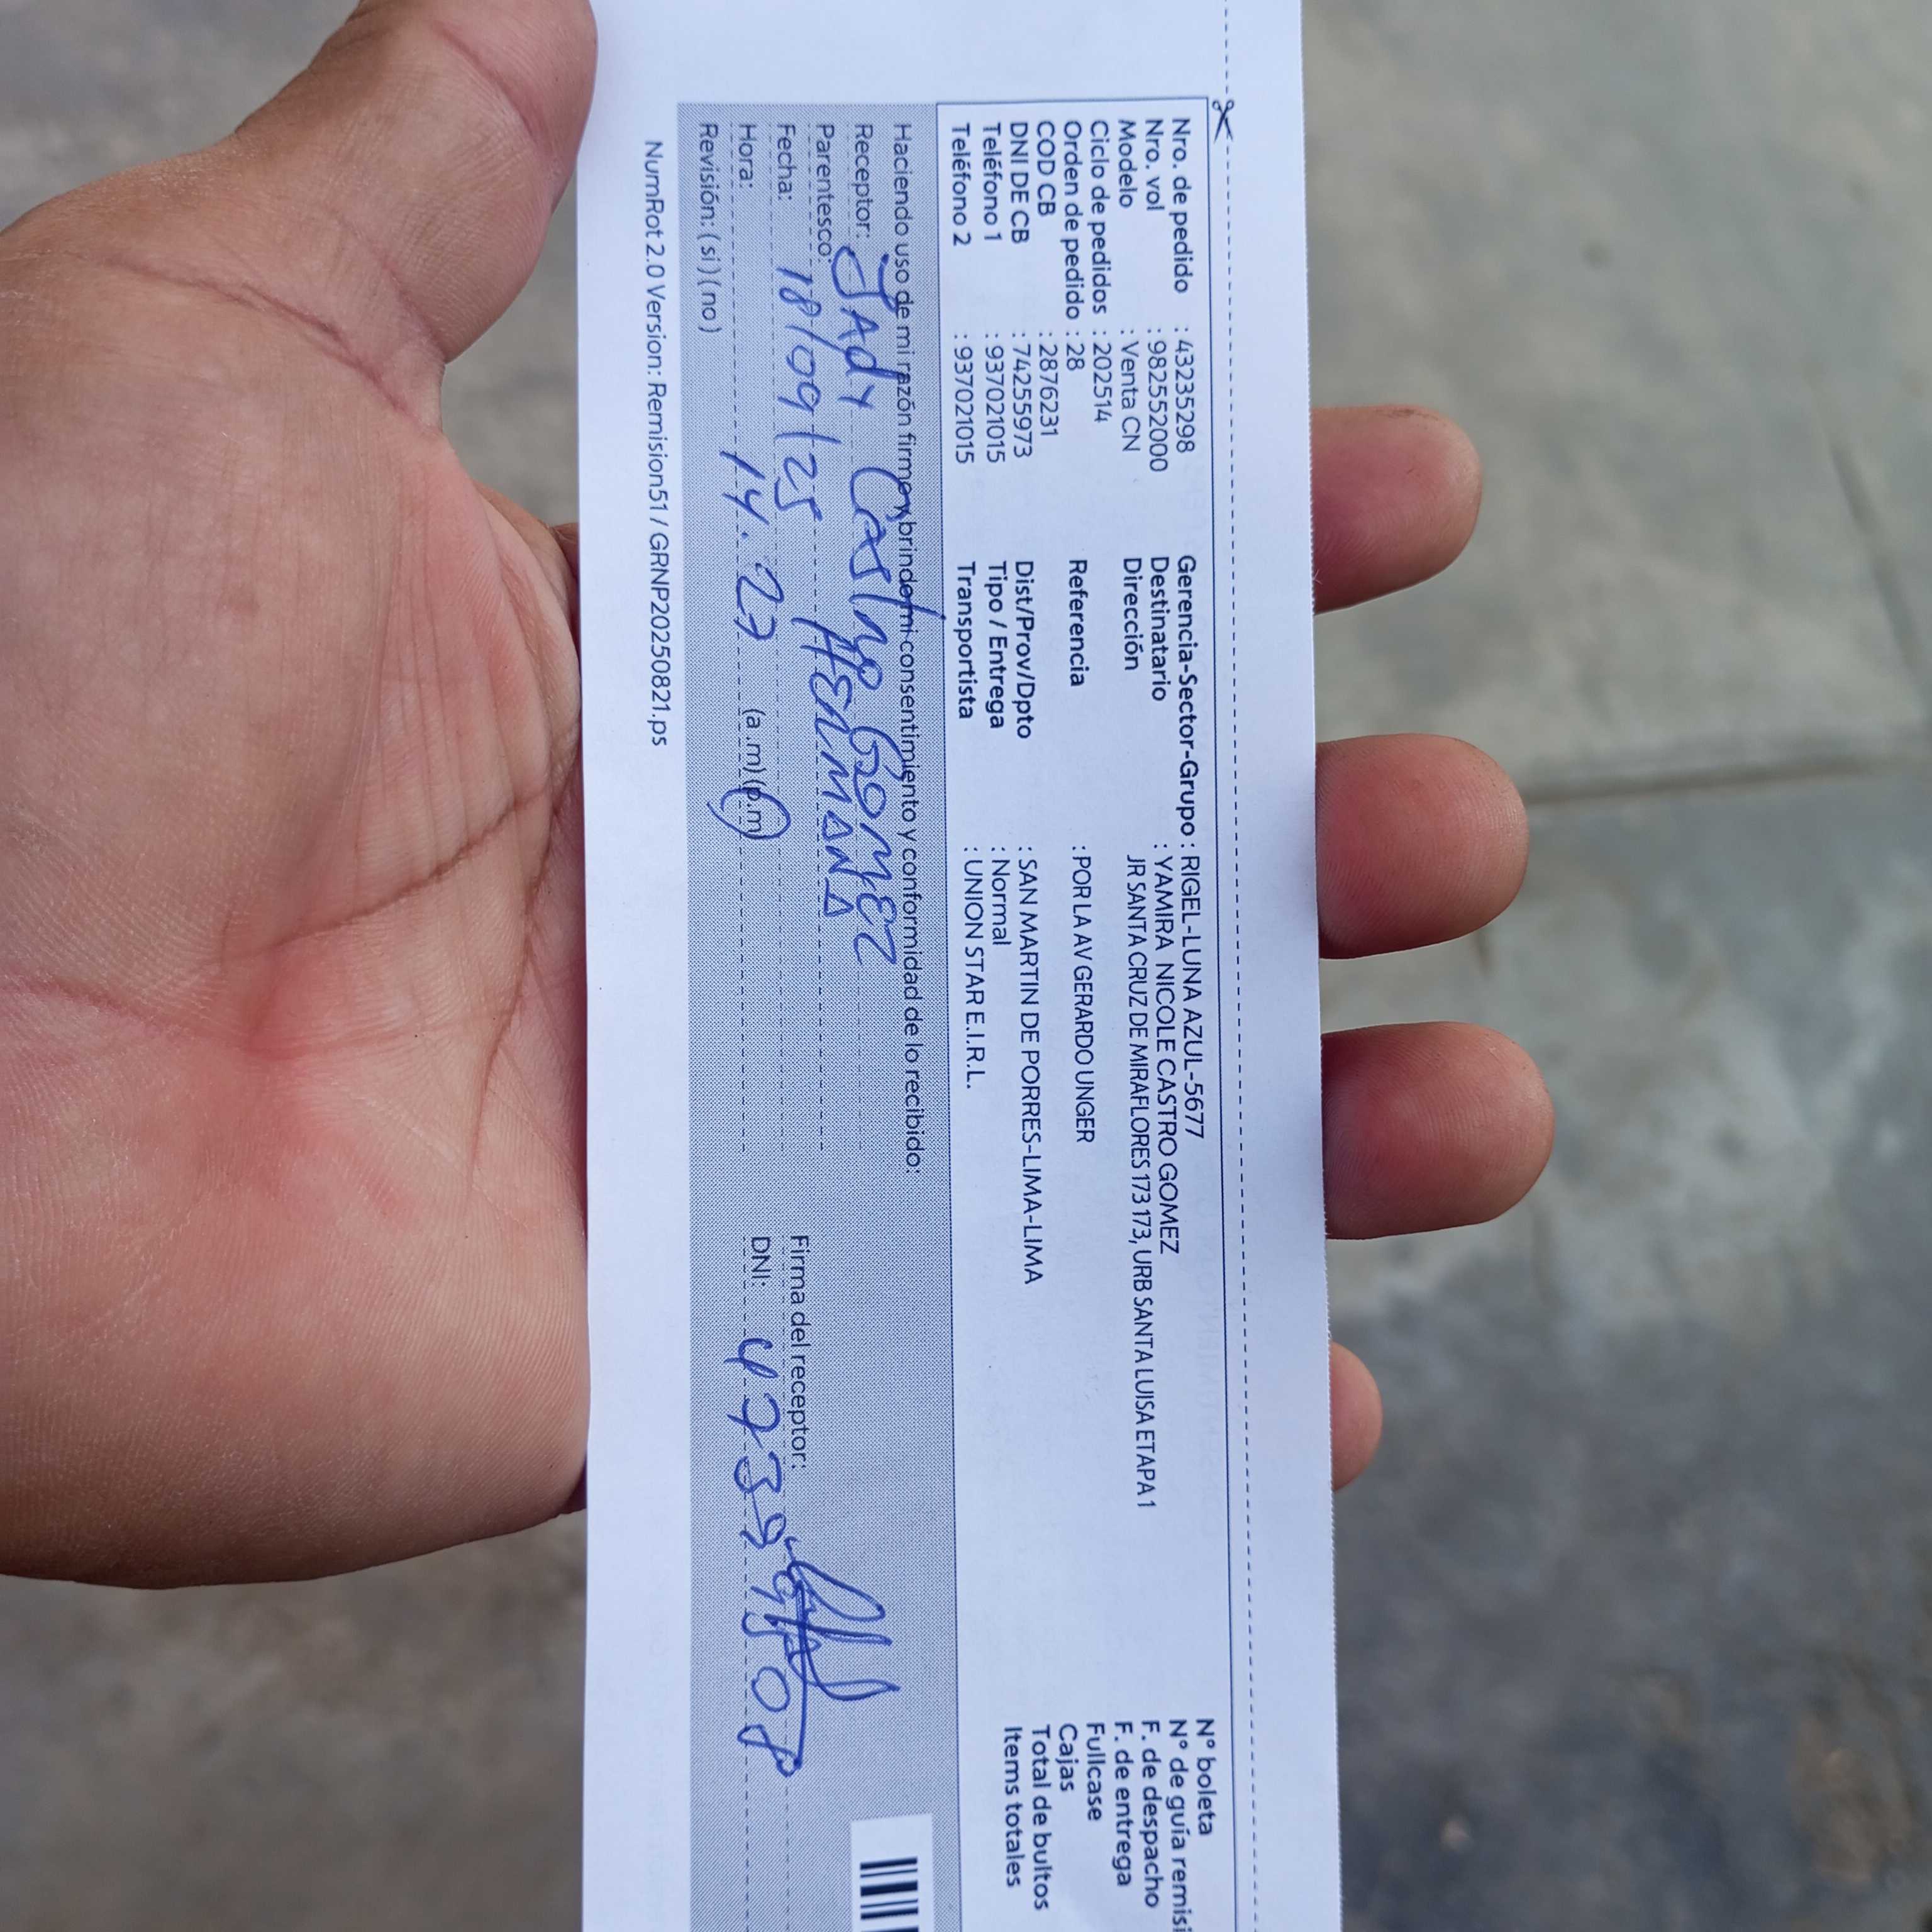 Nro. de pedido : 43235298 Gerencia-Sector-Grupo : RIGEL-LUNA AZUL-5677 N° boleta
Nro. vol : 982552000 Destinatario : YAMIRA NICOLE CASTRO GOMEZ N° de guía
Modelo : Venta CN Dirección JR SANTA CRUZ DE MIRAFLORES 173 173, URB SANTA LUISA ETAPA 1 F. de despacho
Ciclo de pedidos : 202514 F. de entrega
Orden de pedido : 28 Referencia : POR LA AV GERARDO UNGER Fullcase
COD CB : 2876231 Cajas
DNI DE CB : 74255973 Dist/Prov/Dpto : SAN MARTIN DE PORRES-LIMA-LIMA Total de bultos
Teléfono 1 : 937021015 Tipo / Entrega : Normal Items totales
Teléfono 2 : 937021015 Transportista : UNION STAR E.I.R.L.
Haciendo uso de mi razón firmo y brindo mi consentimiento y conformidad de lo recibido:
Receptor: JAdy Castro GOMEZ
Parentesco: HERMANA
Fecha: 18/09/25 Firma del receptor:
Hora: 14.27 (a.m) (p.m) DNI:
Revisión: ( si ) ( no )
NumRot 2.0 Version: Remision51 / GRNP20250821.ps